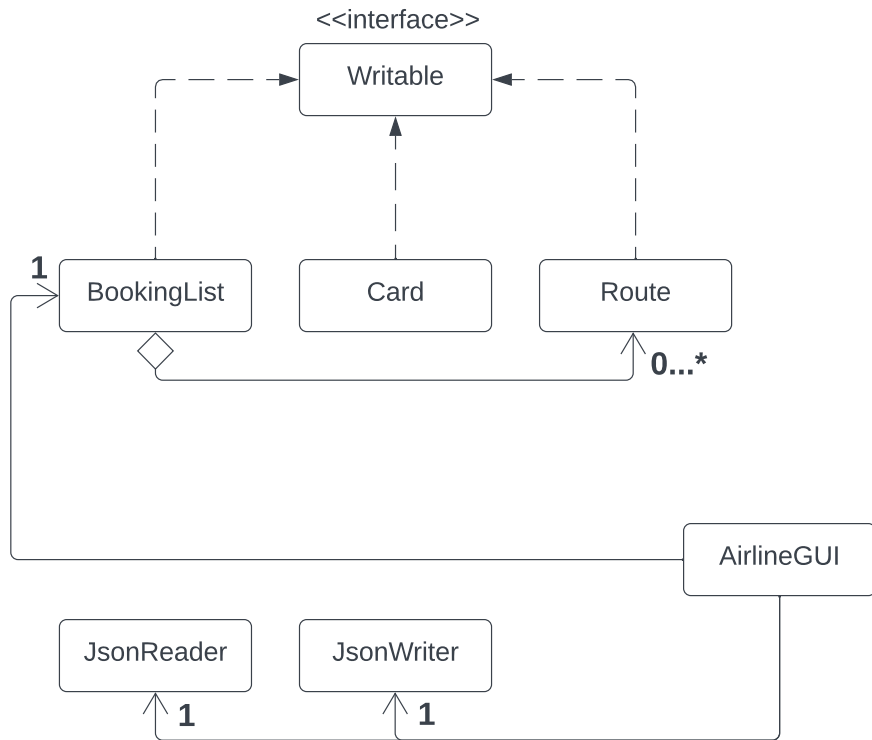 <<interface>>
Writable
1
BookingList
Card
Route
0...*
AirlineGUI
JsonReader
JsonWriter
1
1